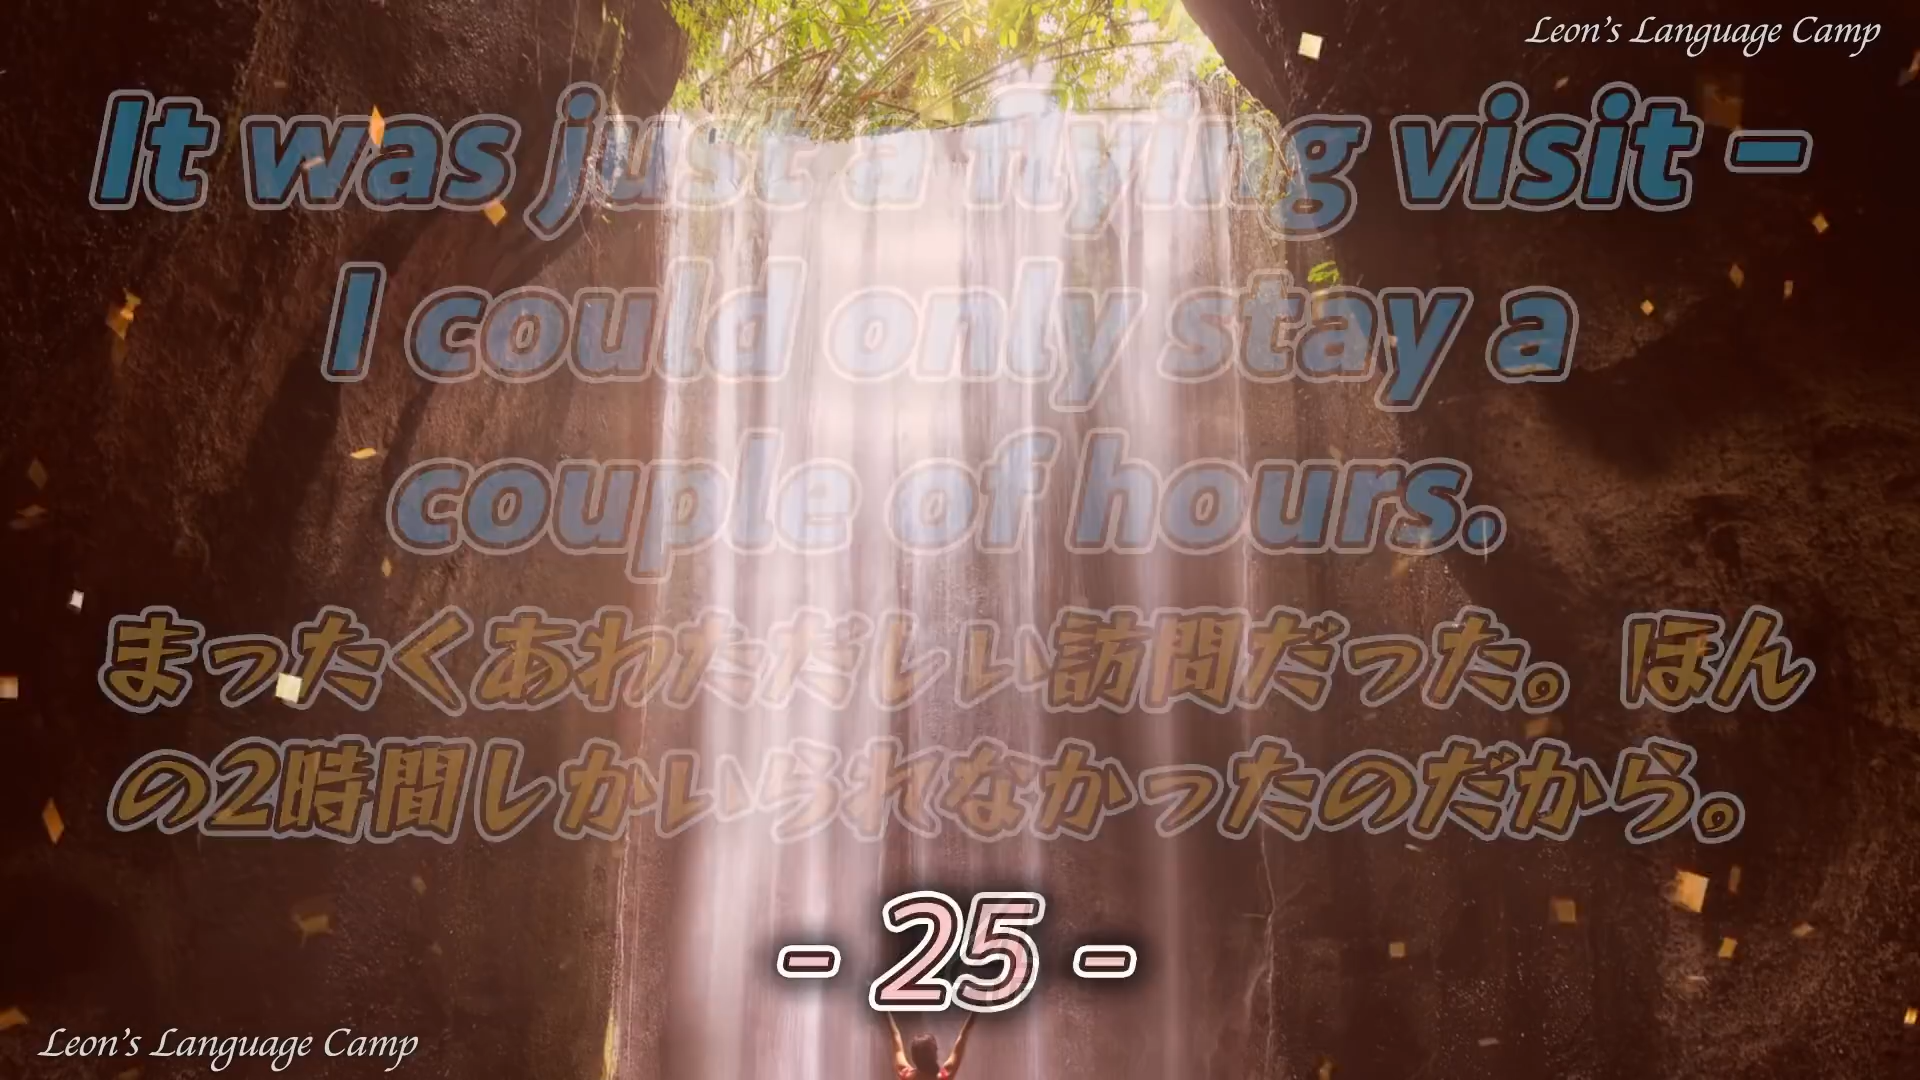 Leon's Language Camp
It was just a flying visit –
I could only stay a
couple of hours.
まったくあわただしい訪問だった。ほん
の2時間しかいられなかったのだから。
- 25 -
Leon's Language Camp